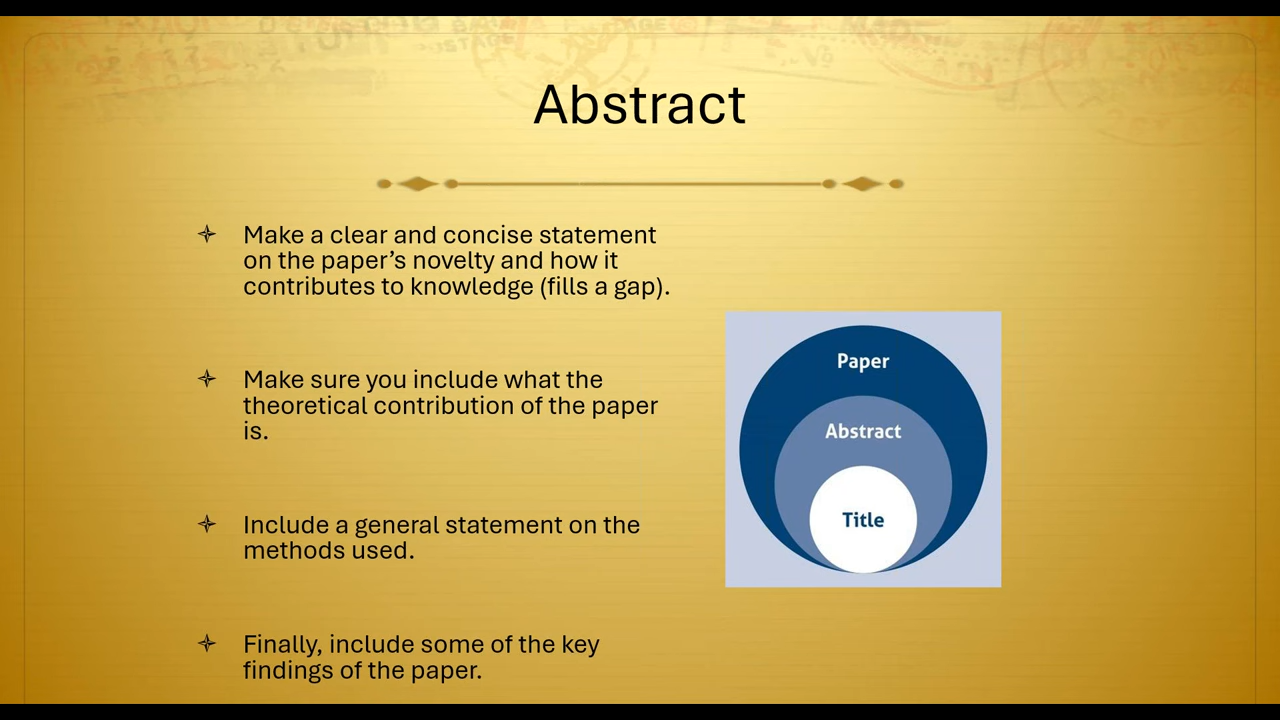 Abstract
Make a clear and concise statement
on the paper’s novelty and how it
contributes to knowledge (fills a gap).
Make sure you include what the
theoretical contribution of the paper
is.
Include a general statement on the
methods used.
Finally, include some of the key
findings of the paper.
Paper
Abstract
Title